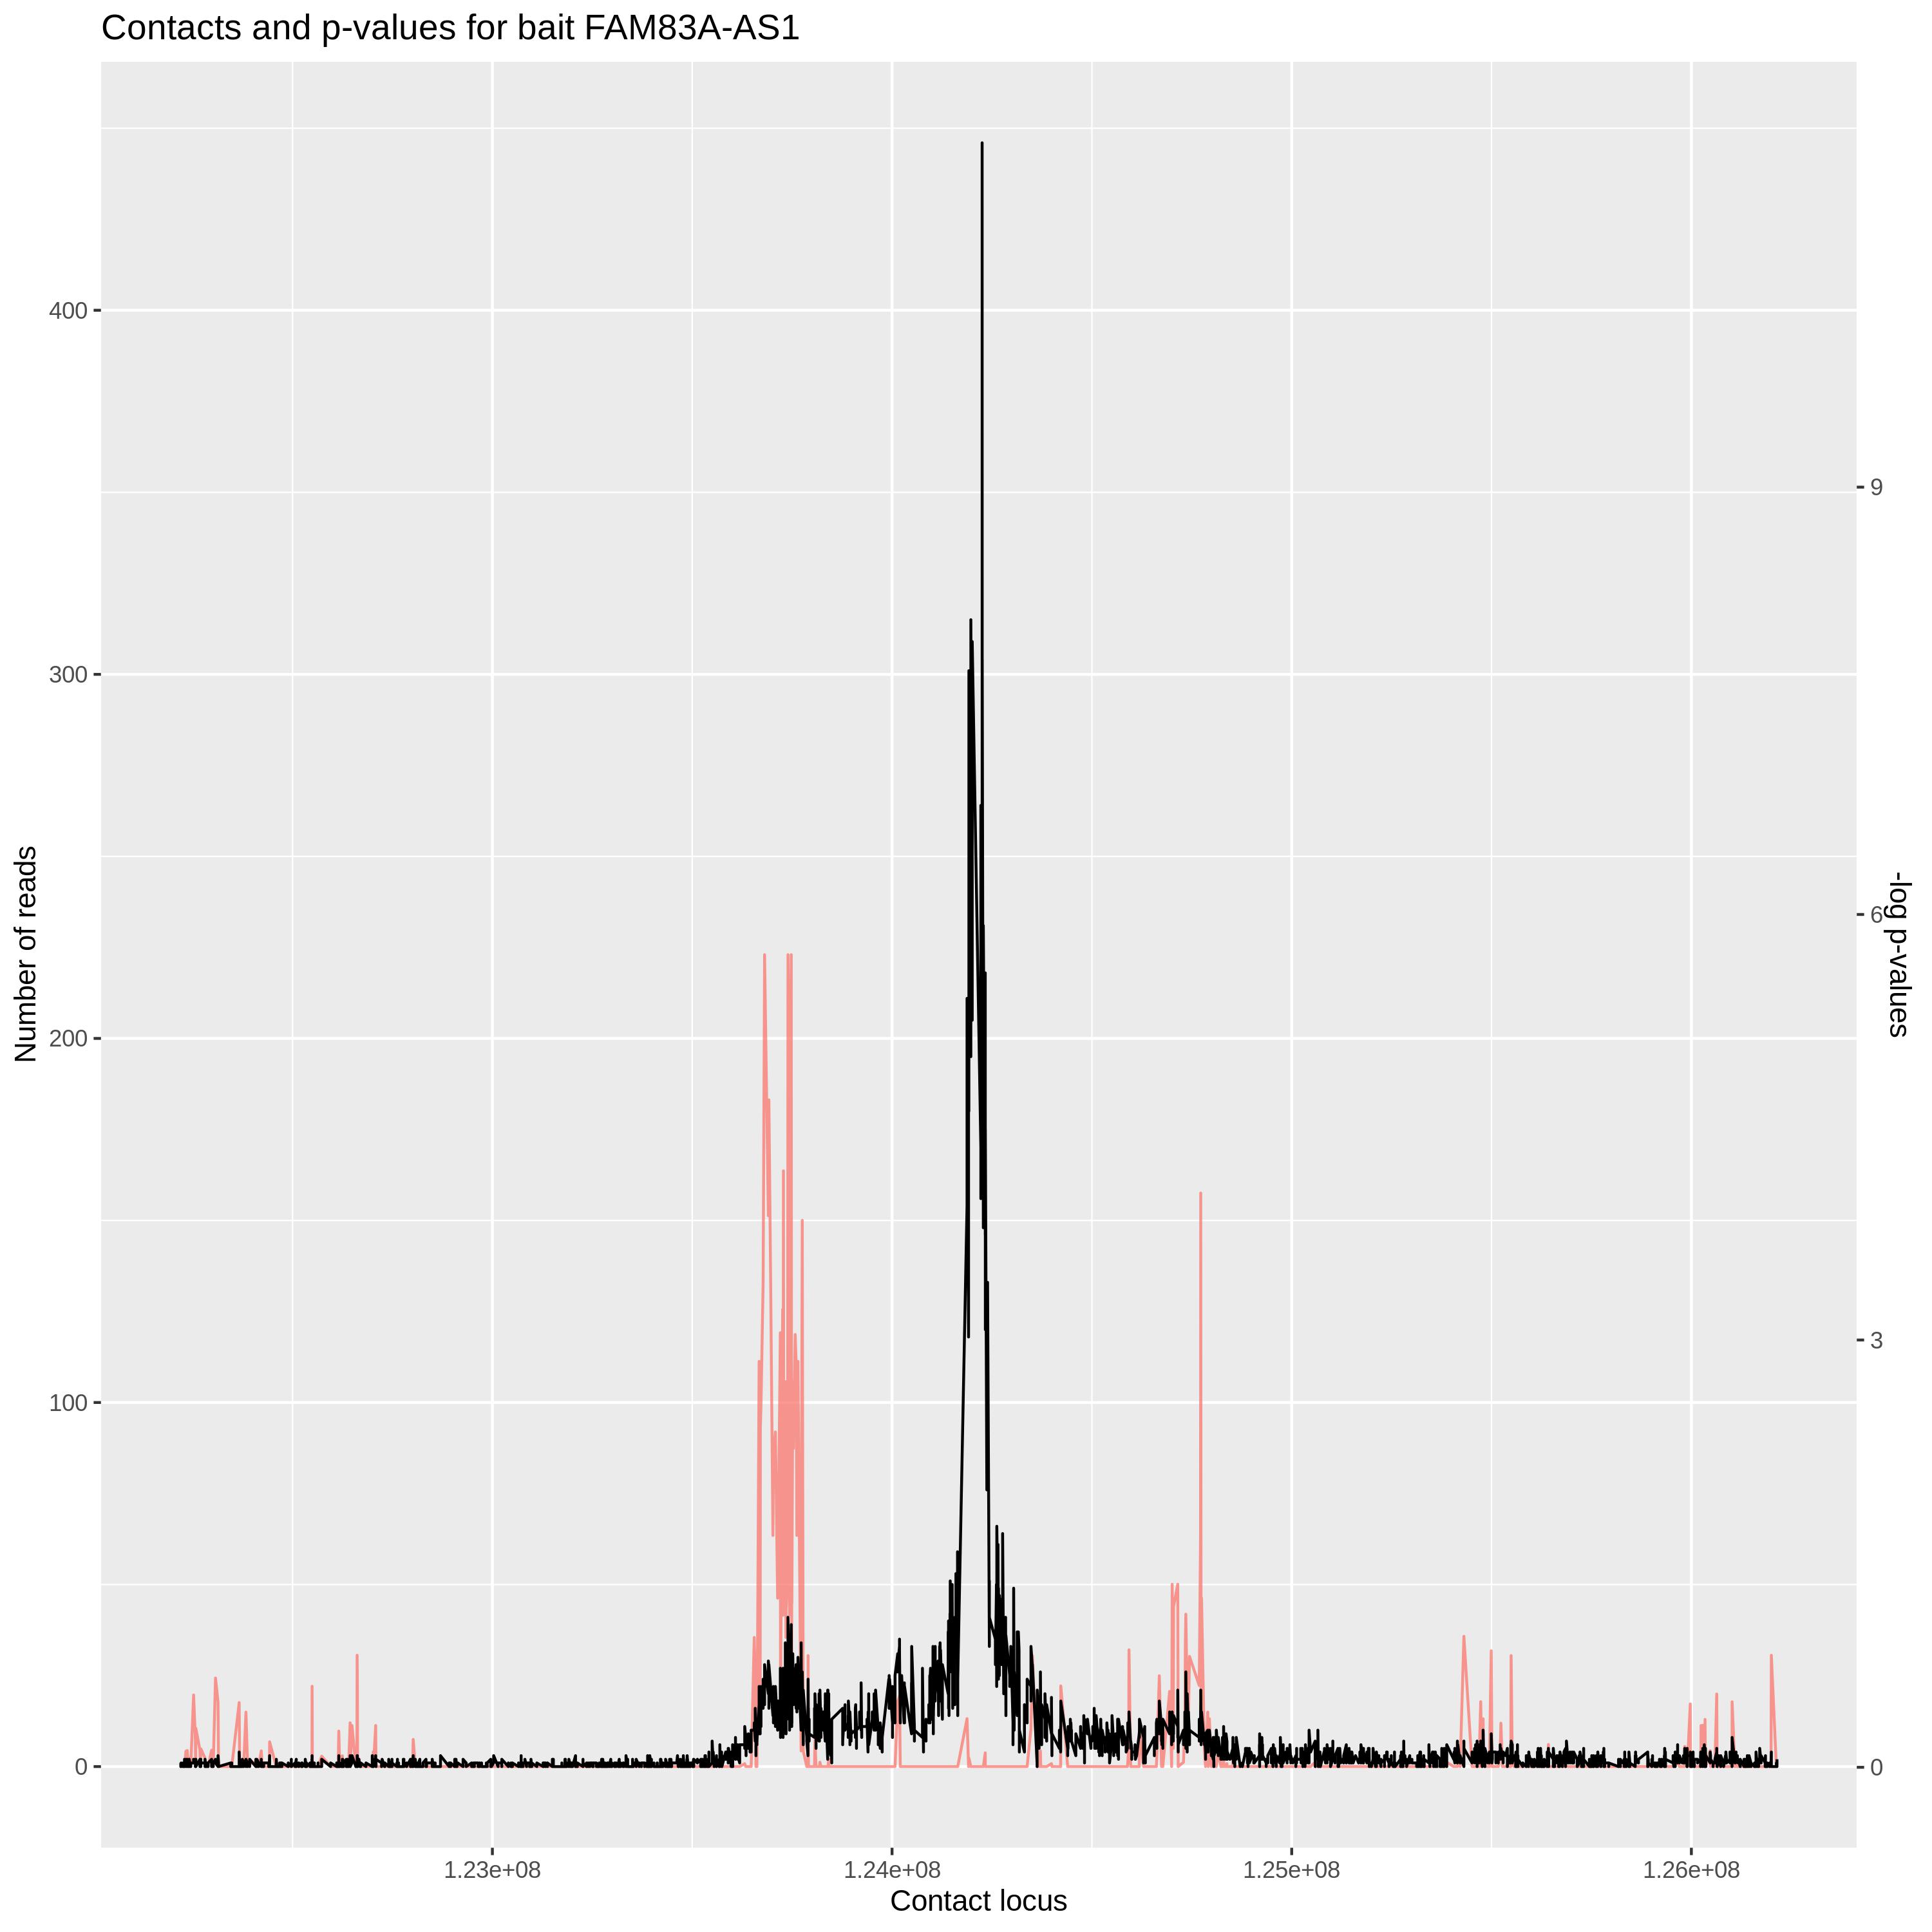 Contacts and p-values for bait FAM83A-AS1
400
300
200
100
0
Number of reads
9
6
3
0
-log p-values
1.23e+08
1.24e+08
1.25e+08
1.26e+08
Contact locus